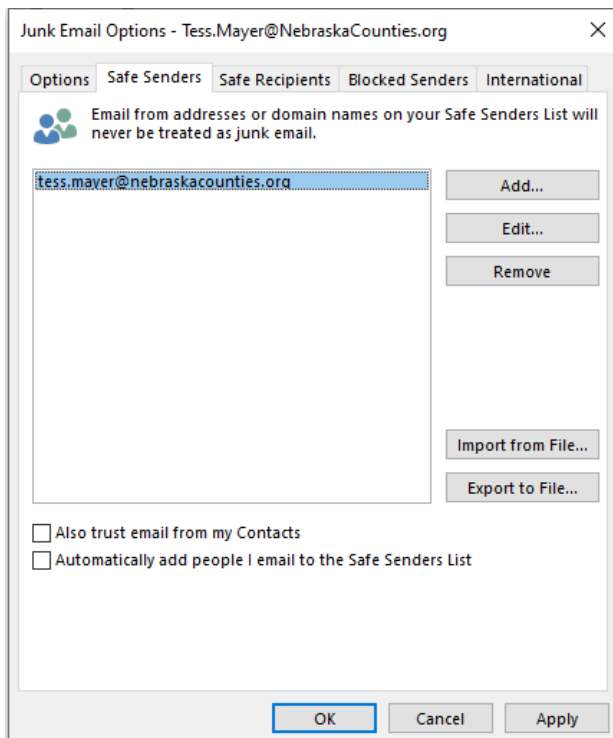 Junk Email Options - Tess.Mayer@NebraskaCounties.org
Options Safe Senders Safe Recipients Blocked Senders International
Email from addresses or domain names on your Safe Senders List will
never be treated as junk email.
tess.mayer@nebraskacounties.org
Add...
Edit...
Remove
Import from File...
Export to File...
Also trust email from my Contacts
Automatically add people I email to the Safe Senders List
OK Cancel Apply